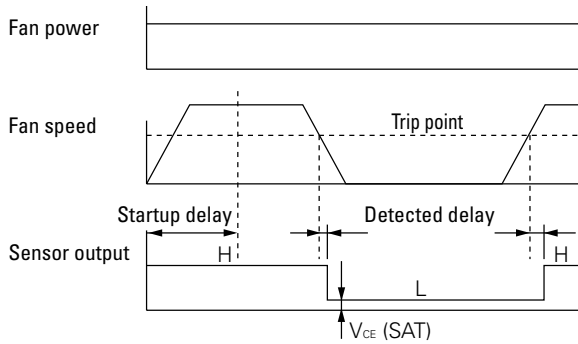 Fan power
Fan speed
Trip point
Startup delay
Detected delay
Sensor output
H
H
L
VCE (SAT)